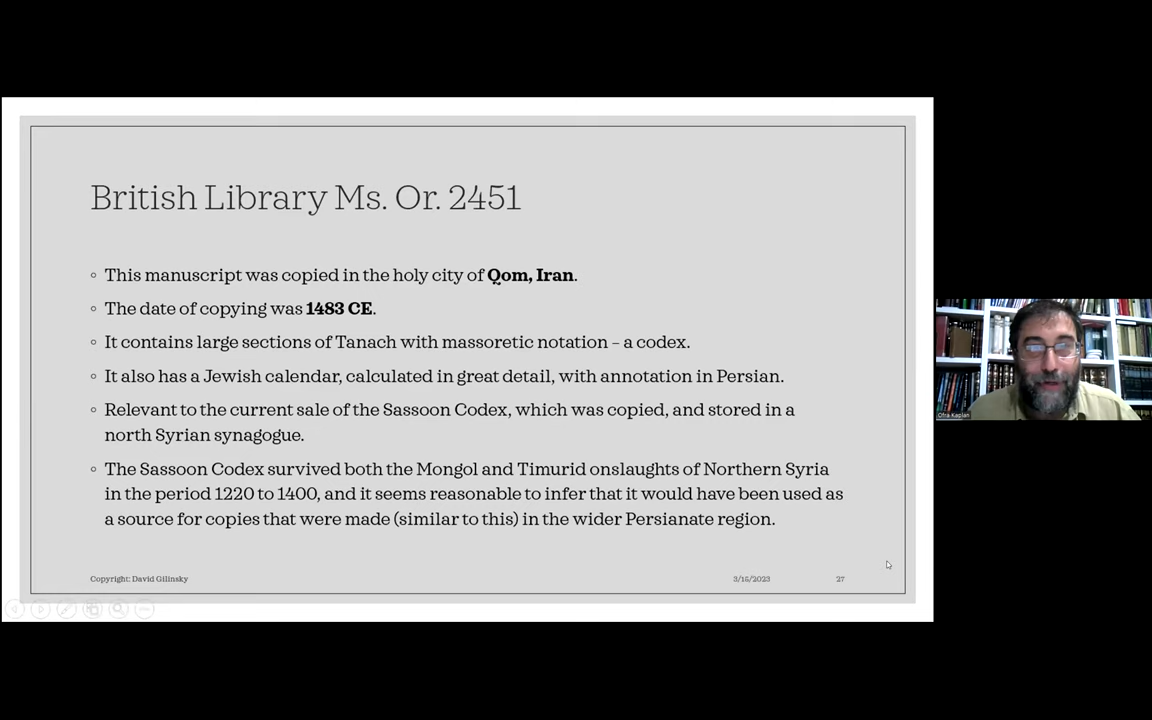 British Library Ms. Or. 2451
◦ This manuscript was copied in the holy city of Qom, Iran.
◦ The date of copying was 1483 CE.
◦ It contains large sections of Tanach with massoretic notation – a codex.
◦ It also has a Jewish calendar, calculated in great detail, with annotation in Persian.
◦ Relevant to the current sale of the Sassoon Codex, which was copied, and stored in a
north Syrian synagogue.
◦ The Sassoon Codex survived both the Mongol and Timurid onslaughts of Northern Syria
in the period 1220 to 1400, and it seems reasonable to infer that it would have been used as
a source for copies that were made (similar to this) in the wider Persianate region.
Copyright: David Gilinsky
3/15/2023
27
Ofra Kaplan